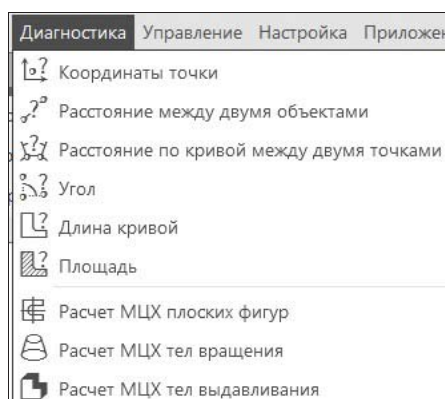 Диагностика Управление Настройка Приложен
Координаты точки
Расстояние между двумя объектами
Расстояние по кривой между двумя точками
Угол
Длина кривой
Площадь
Расчет МЦХ плоских фигур
Расчет МЦХ тел вращения
Расчет МЦХ тел выдавливания